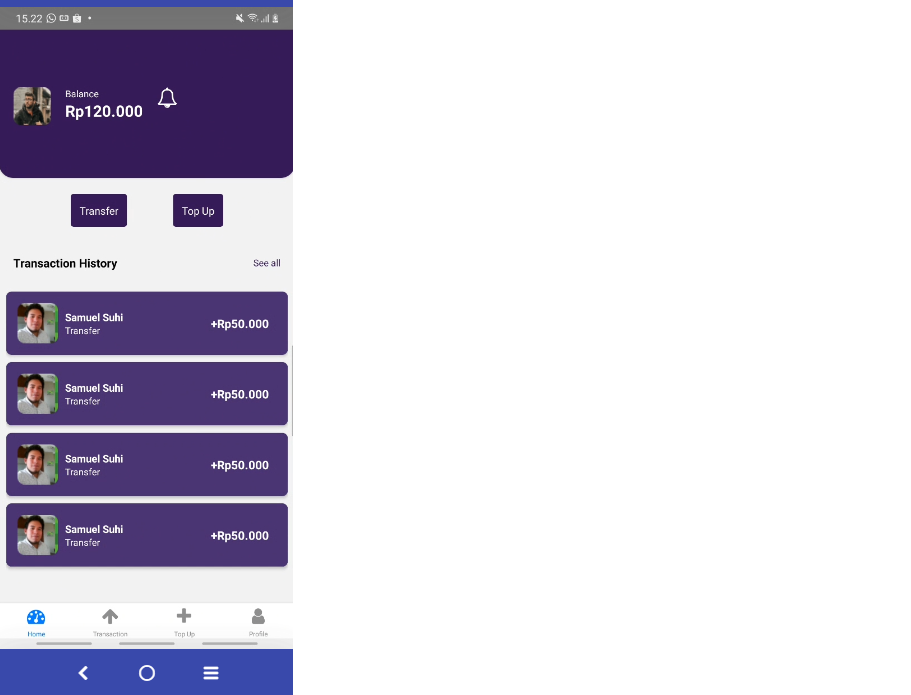 15.22
Balance
Rp120.000
Transfer
Top Up
Transaction History
See all
Samuel Suhi
Transfer
+Rp50.000
Samuel Suhi
Transfer
+Rp50.000
Samuel Suhi
Transfer
+Rp50.000
Samuel Suhi
Transfer
+Rp50.000
Home
Transaction
Top Up
Profile